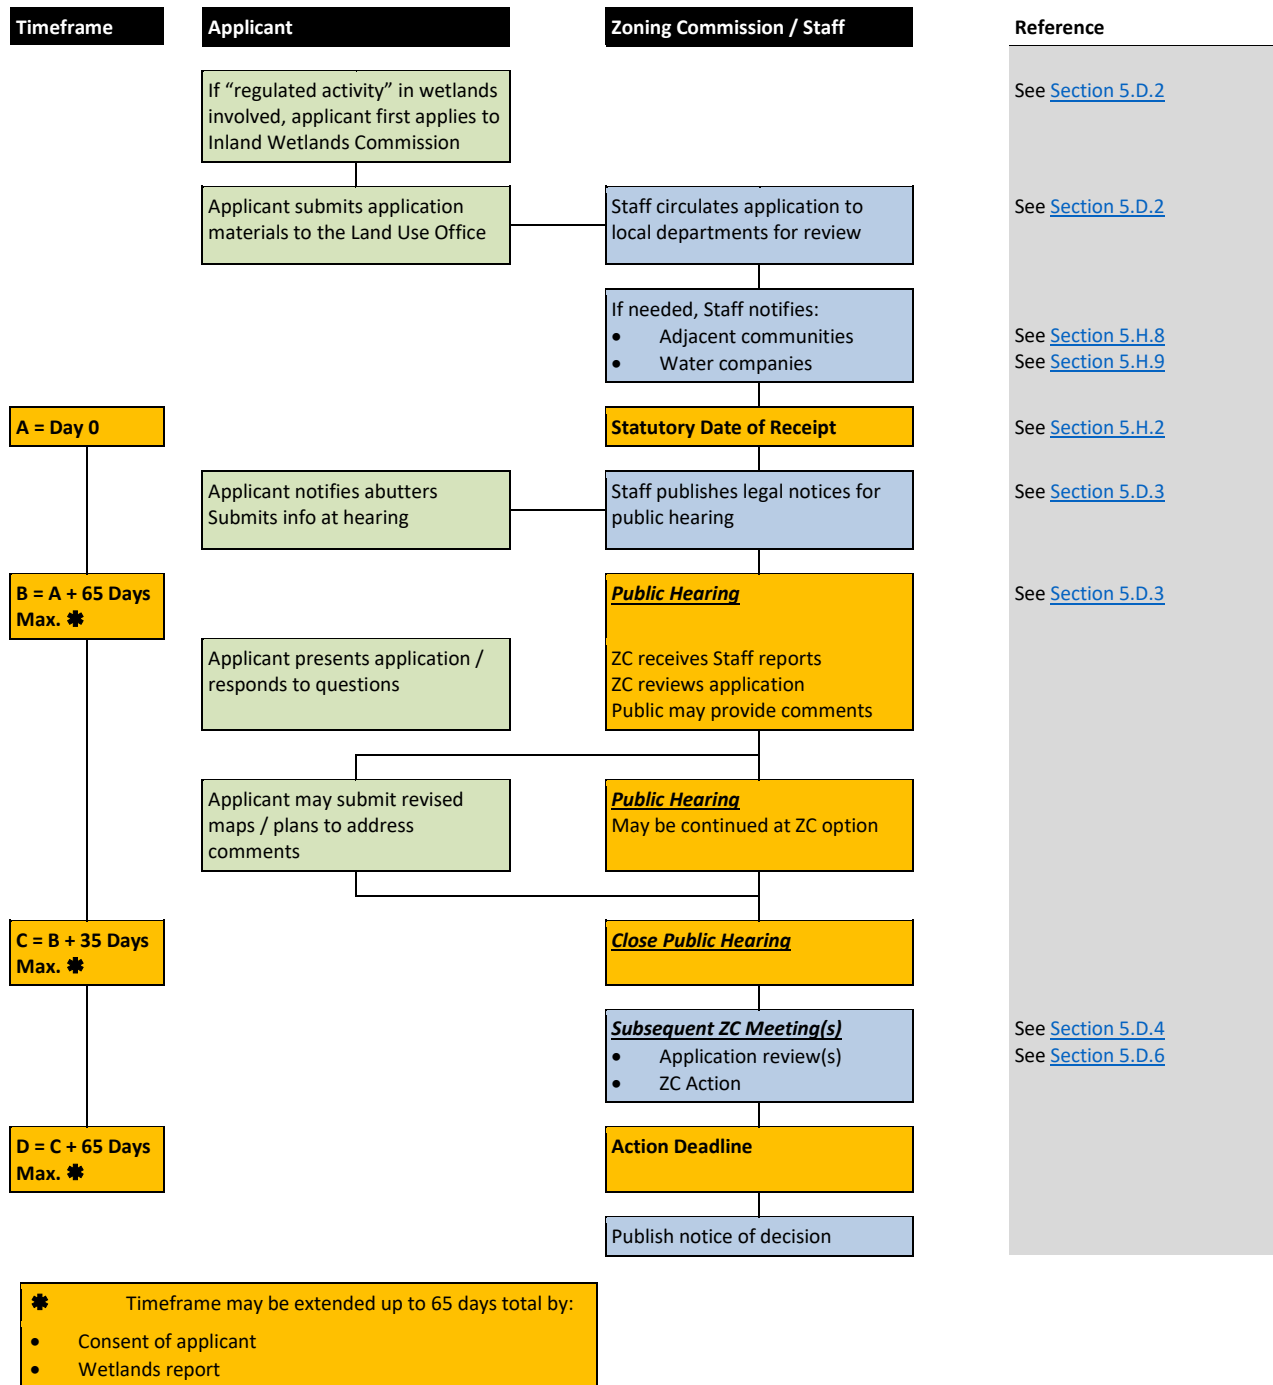 Timeframe
Applicant
Zoning Commission / Staff
Reference
If “regulated activity” in wetlands
involved, applicant first applies to
Inland Wetlands Commission
See Section 5.D.2
Applicant submits application
materials to the Land Use Office
Staff circulates application to
local departments for review
See Section 5.D.2
If needed, Staff notifies:
• Adjacent communities
• Water companies
See Section 5.H.8
See Section 5.H.9
A = Day 0
Statutory Date of Receipt
See Section 5.H.2
Applicant notifies abutters
Submits info at hearing
Staff publishes legal notices for
public hearing
See Section 5.D.3
B = A + 65 Days
Max. ✱
Public Hearing
See Section 5.D.3
Applicant presents application /
responds to questions
ZC receives Staff reports
ZC reviews application
Public may provide comments
Applicant may submit revised
maps / plans to address
comments
Public Hearing
May be continued at ZC option
C = B + 35 Days
Max. ✱
Close Public Hearing
Subsequent ZC Meeting(s)
• Application review(s)
• ZC Action
See Section 5.D.4
See Section 5.D.6
D = C + 65 Days
Max. ✱
Action Deadline
Publish notice of decision
✱ Timeframe may be extended up to 65 days total by:
• Consent of applicant
• Wetlands report